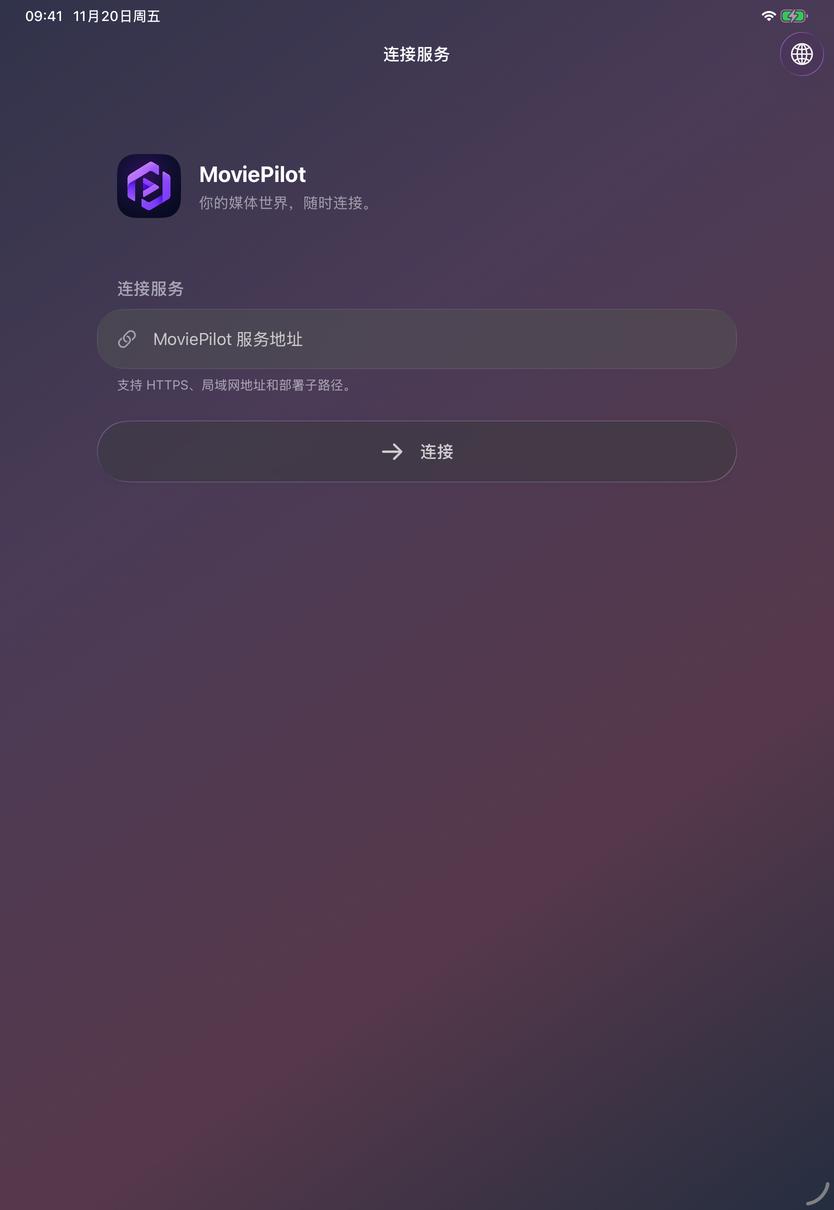 09:41 11月20日周五
连接服务
MoviePilot
你的媒体世界，随时连接。
连接服务
MoviePilot 服务地址
支持 HTTPS、局域网地址和部署子路径。
连接